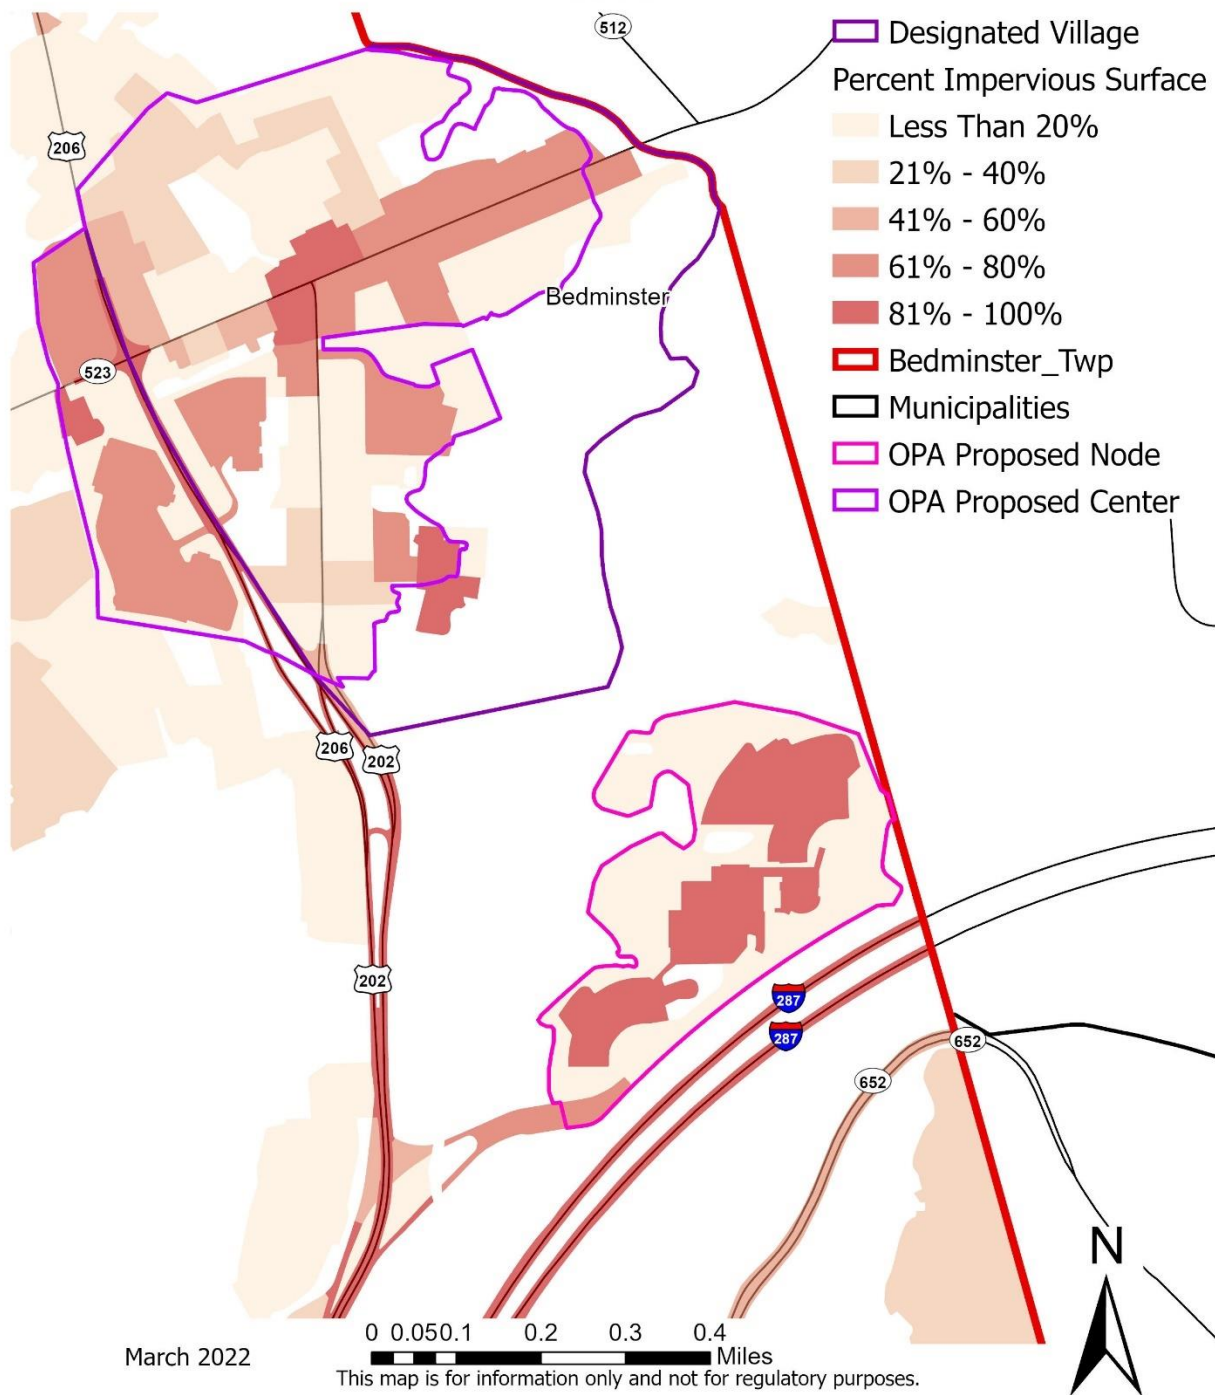 512
Designated Village
Percent Impervious Surface
Less Than 20%
206
21% - 40%
41% - 60%
61% - 80%
Bedminster
81% - 100%
Bedminster_Twp
523
Municipalities
OPA Proposed Node
OPA Proposed Center
206
202
202
287
287
652
652
N
0 0.05 0.1 0.2 0.3 0.4
Miles
March 2022
This map is for information only and not for regulatory purposes.